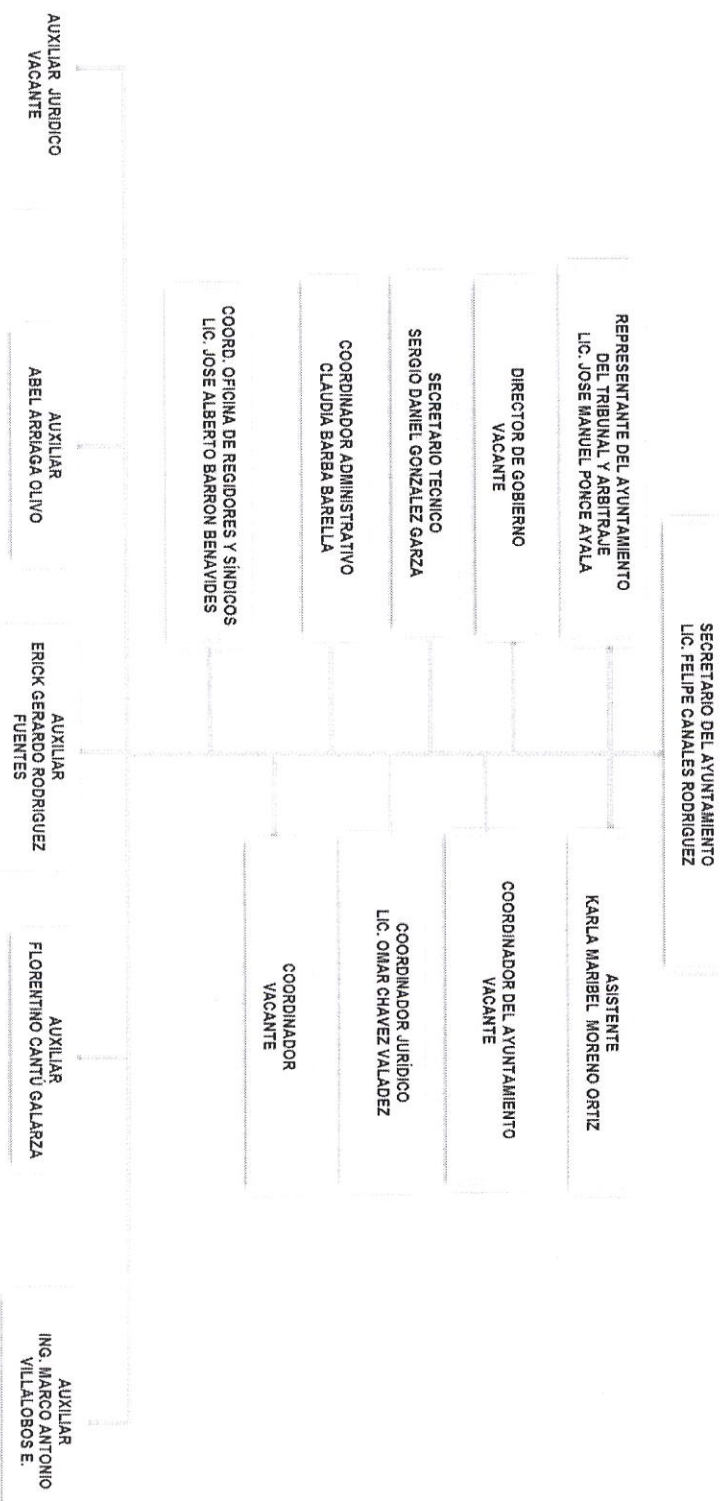 SECRETARIO DEL AYUNTAMIENTO
LIC. FELIPE CANALES RODRIGUEZ
REPRESENTANTE DEL AYUNTAMIENTO
DEL TRIBUNAL Y ARBITRAJE
LIC. JOSE MANUEL PONCE AYALA
ASISTENTE
KARLA MARIBEL MORENO ORTIZ
DIRECTOR DE GOBIERNO
VACANTE
COORDINADOR DEL AYUNTAMIENTO
VACANTE
SECRETARIO TECNICO
SERGIO DANIEL GONZALEZ GARZA
COORDINADOR JURÍDICO
LIC. OMAR CHAVEZ VALADEZ
COORDINADOR ADMINISTRATIVO
CLAUDIA BARBA BARELLA
COORDINADOR
VACANTE
COORD. OFICINA DE REGIDORES Y SÍNDICOS
LIC. JOSE ALBERTO BARRON BENAVIDES
AUXILIAR JURIDICO
VACANTE
AUXILIAR
ABEL ARRIAGA OLIVO
AUXILIAR
ERICK GERARDO RODRIGUEZ
FUENTES
AUXILIAR
FLORENTINO CANTÚ GALARZA
AUXILIAR
ING. MARCO ANTONIO
VILLALOBOS E.